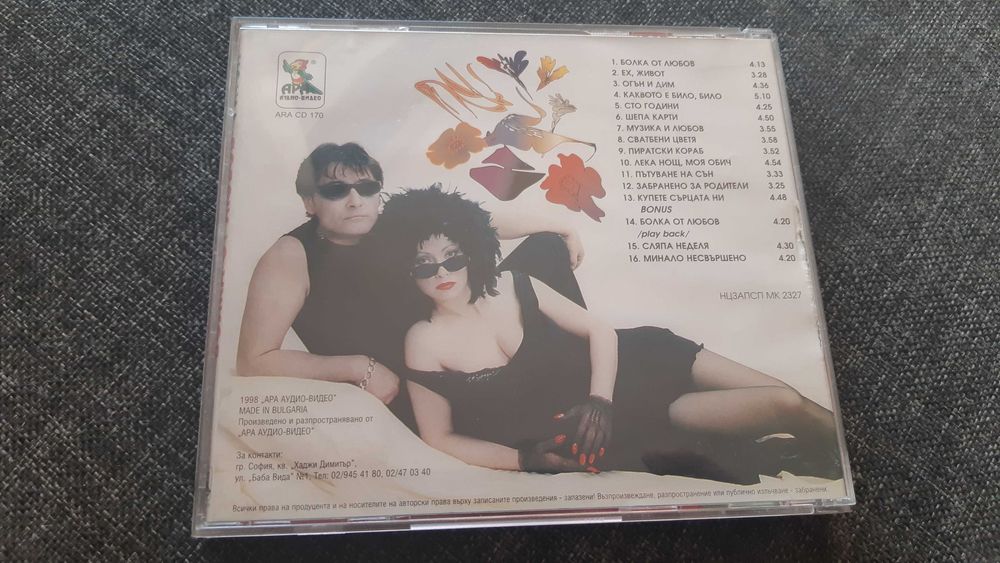 ®
АРА
АУДИО-ВИДЕО
ARA CD 170
1. БОЛКА ОТ ЛЮБОВ 4.13
2. ЕХ, ЖИВОТ 3.28
3. ОГЪН И ДИМ 4.36
4. КАКВОТО Е БИЛО, БИЛО 5.10
5. СТО ГОДИНИ 4.25
6. ШЕПА КАРТИ 4.50
7. МУЗИКА И ЛЮБОВ 3.55
8. СВАТБЕНИ ЦВЕТЯ 3.58
9. ПИРАТСКИ КОРАБ 3.52
10. ЛЕКА НОЩ, МОЯ ОБИЧ 4.54
11. ПЪТУВАНЕ НА СЪН 3.33
12. ЗАБРАНЕНО ЗА РОДИТЕЛИ 3.25
13. КУПЕТЕ СЪРЦАТА НИ 4.48
BONUS
14. БОЛКА ОТ ЛЮБОВ 4.20
/play back/
15. СЛЯПА НЕДЕЛЯ 4.30
16. МИНАЛО НЕСВЪРШЕНО 4.20
НЦЗАПСП МК 2327
1998 „АРА АУДИО-ВИДЕО"
MADE IN BULGARIA
Произведено и разпространявано от
„АРА АУДИО-ВИДЕО"
За контакти:
гр. София, кв. „Хаджи Димитър",
ул. „Баба Вида" №1, Тел: 02/945 41 80, 02/47 03 40
Всички права на продуцента и на носителите на авторски права върху записаните произведения - запазени! Възпроизвеждане, разпространение или публично излъчване - забранени.